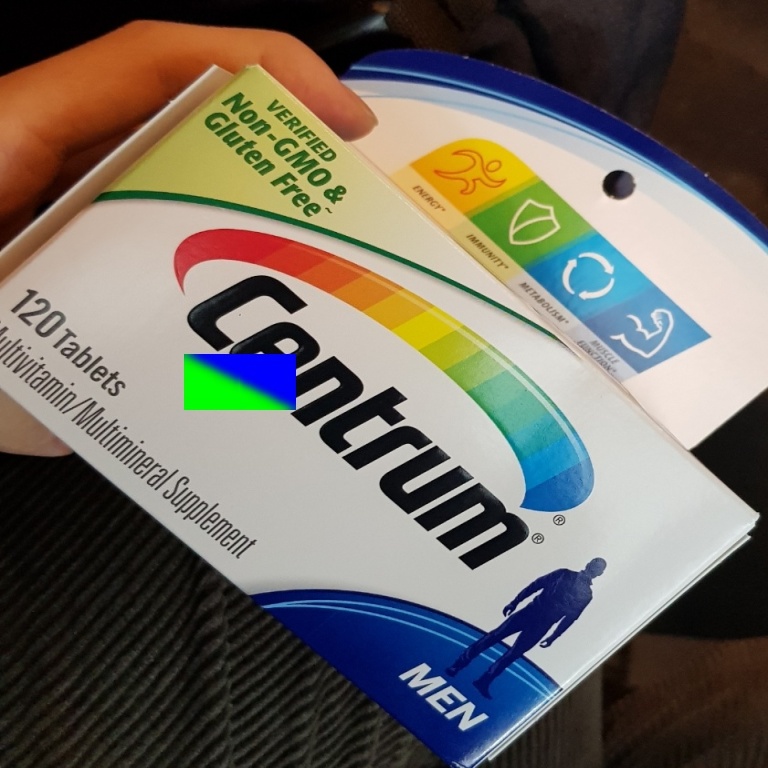 VERIFIED
Non-GMO &
Gluten Free~
ENERGY*
IMMUNITY*
METABOLISM*
MUSCLE
FUNCTION*
Centrum®
®
120 Tablets
Multivitamin/Multimineral Supplement
MEN